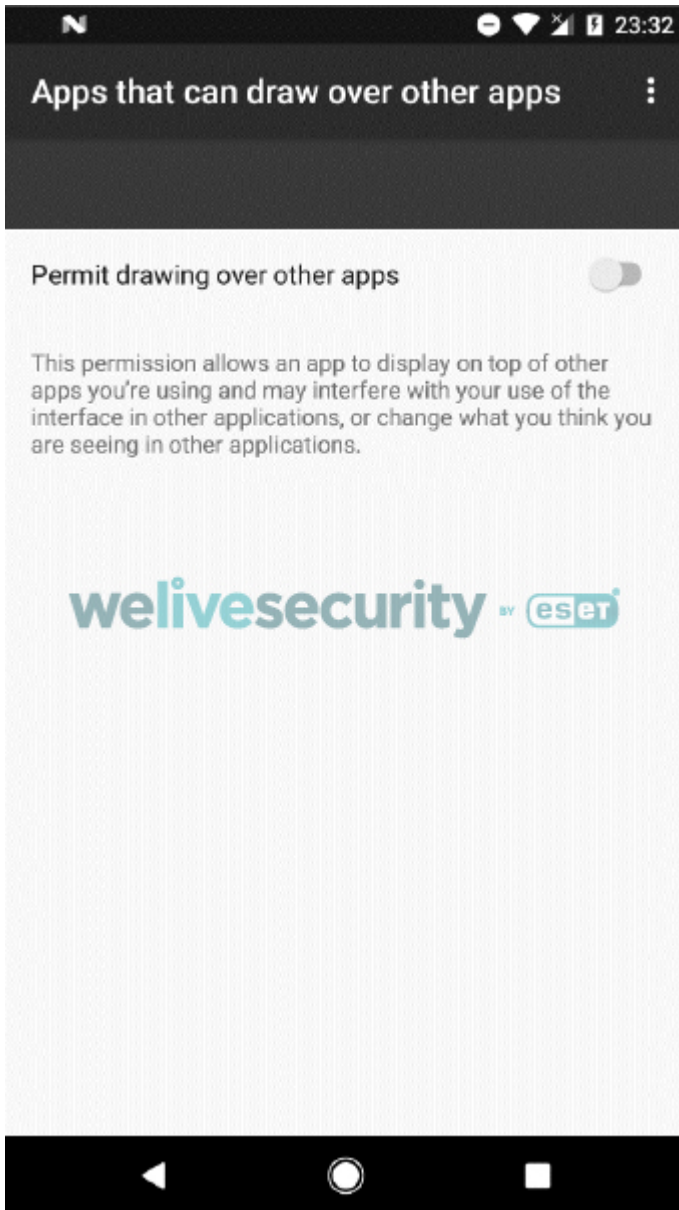 23:32
Apps that can draw over other apps
Permit drawing over other apps
This permission allows an app to display on top of other
apps you're using and may interfere with your use of the
interface in other applications, or change what you think you
are seeing in other applications.
welivesecurity BY eseT